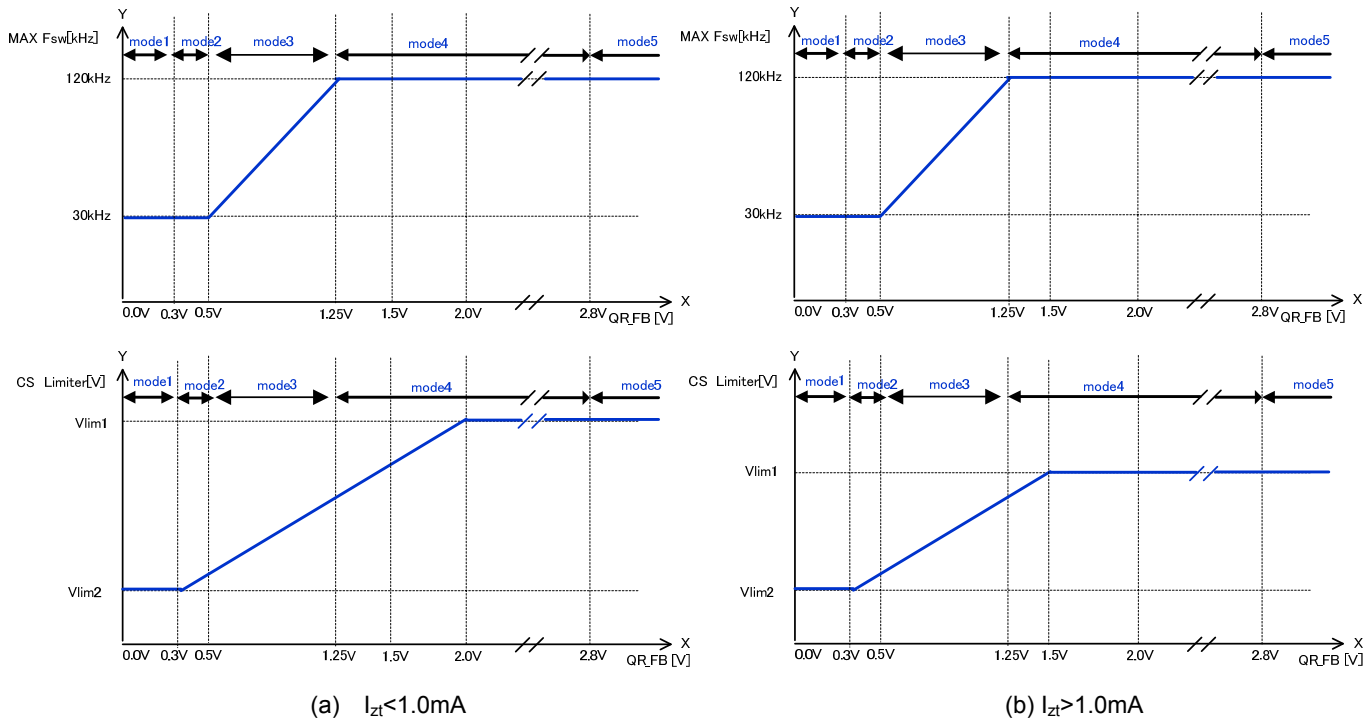 Y
MAX Fsw[kHz]
mode1
mode2
mode3
mode4
mode5
120kHz
30kHz
0.0V
0.3V
0.5V
1.25V
1.5V
2.0V
2.8V
X
QR_FB [V]
Y
MAX Fsw[kHz]
mode1
mode2
mode3
mode4
mode5
120kHz
30kHz
0.0V
0.3V
0.5V
1.25V
1.5V
2.0V
2.8V
X
QR_FB [V]
Y
CS Limiter[V]
mode1
mode2
mode3
mode4
mode5
Vlim1
Vlim2
0.0V
0.3V
0.5V
1.25V
1.5V
2.0V
2.8V
X
QR_FB [V]
Y
CS Limiter[V]
mode1
mode2
mode3
mode4
mode5
Vlim1
Vlim2
0.0V
0.3V
0.5V
1.25V
1.5V
2.0V
2.8V
X
QR_FB [V]
(a) Izt<1.0mA
(b) Izt>1.0mA